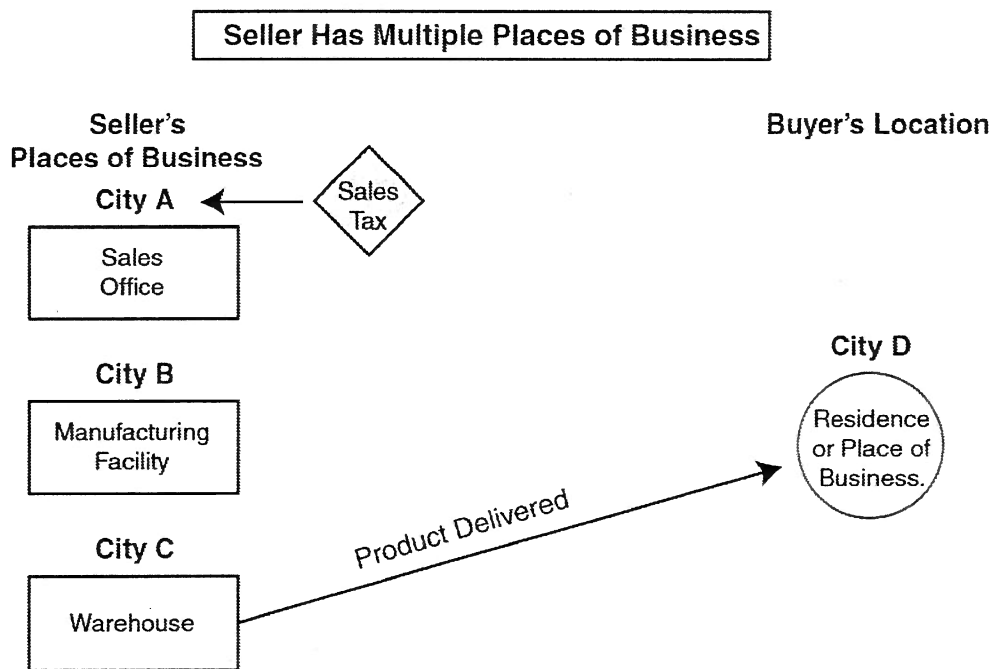 Seller Has Multiple Places of Business
Seller's
Places of Business
Buyer's Location
City A
Sales
Tax
Sales
Office
City B
Manufacturing
Facility
City D
Residence
or Place of
Business.
Product Delivered
City C
Warehouse